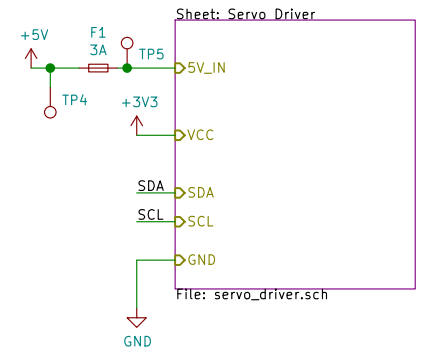 Sheet: Servo Driver
+5V
F1
3A
TP5
5V_IN
TP4
+3V3
VCC
SDA
SDA
SCL
SCL
GND
File: servo_driver.sch
GND